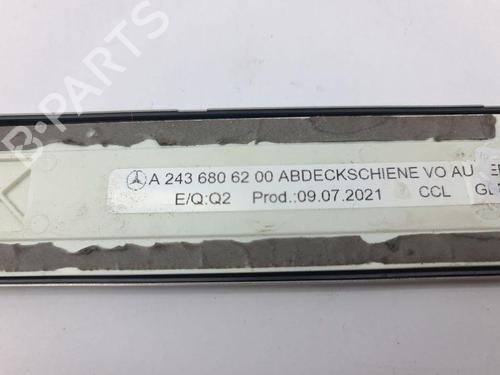 A 243 680 62 00 ABDECKSCHIENE VO AU
E/Q:Q2 Prod.:09.07.2021 CCL
B-PARTS